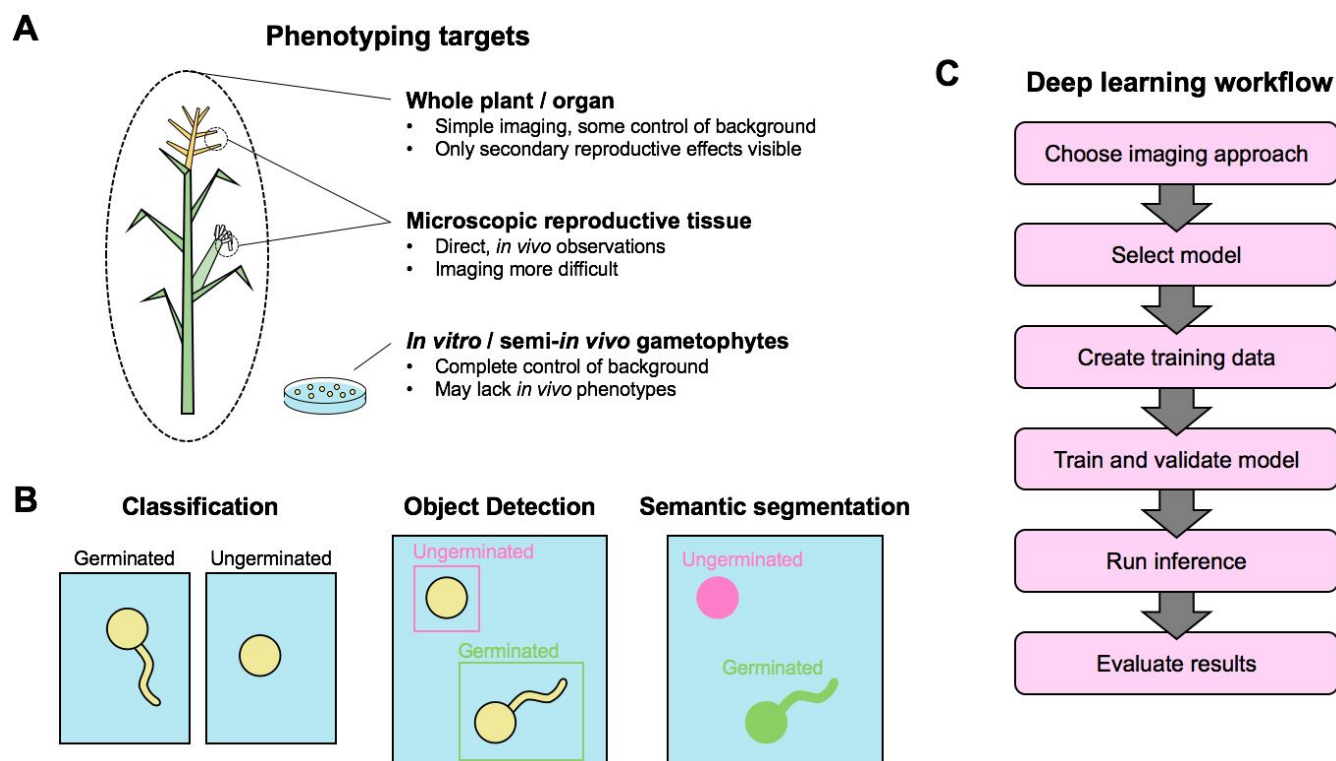 A
Phenotyping targets
Whole plant / organ
• Simple imaging, some control of background
• Only secondary reproductive effects visible
Microscopic reproductive tissue
• Direct, in vivo observations
• Imaging more difficult
In vitro / semi-in vivo gametophytes
• Complete control of background
• May lack in vivo phenotypes
B
Classification
Germinated
Ungerminated
Object Detection
Ungerminated
Germinated
Semantic segmentation
Ungerminated
Germinated
C
Deep learning workflow
Choose imaging approach
Select model
Create training data
Train and validate model
Run inference
Evaluate results